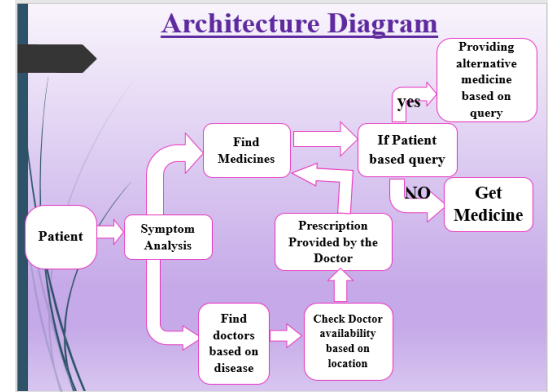 Architecture Diagram
Providing
alternative
medicine
based on
query
yes
Find
Medicines
If Patient
based query
NO
Get
Medicine
Patient
Symptom
Analysis
Prescription
Provided by the
Doctor
Find
doctors
based on
disease
Check Doctor
availability
based on
location